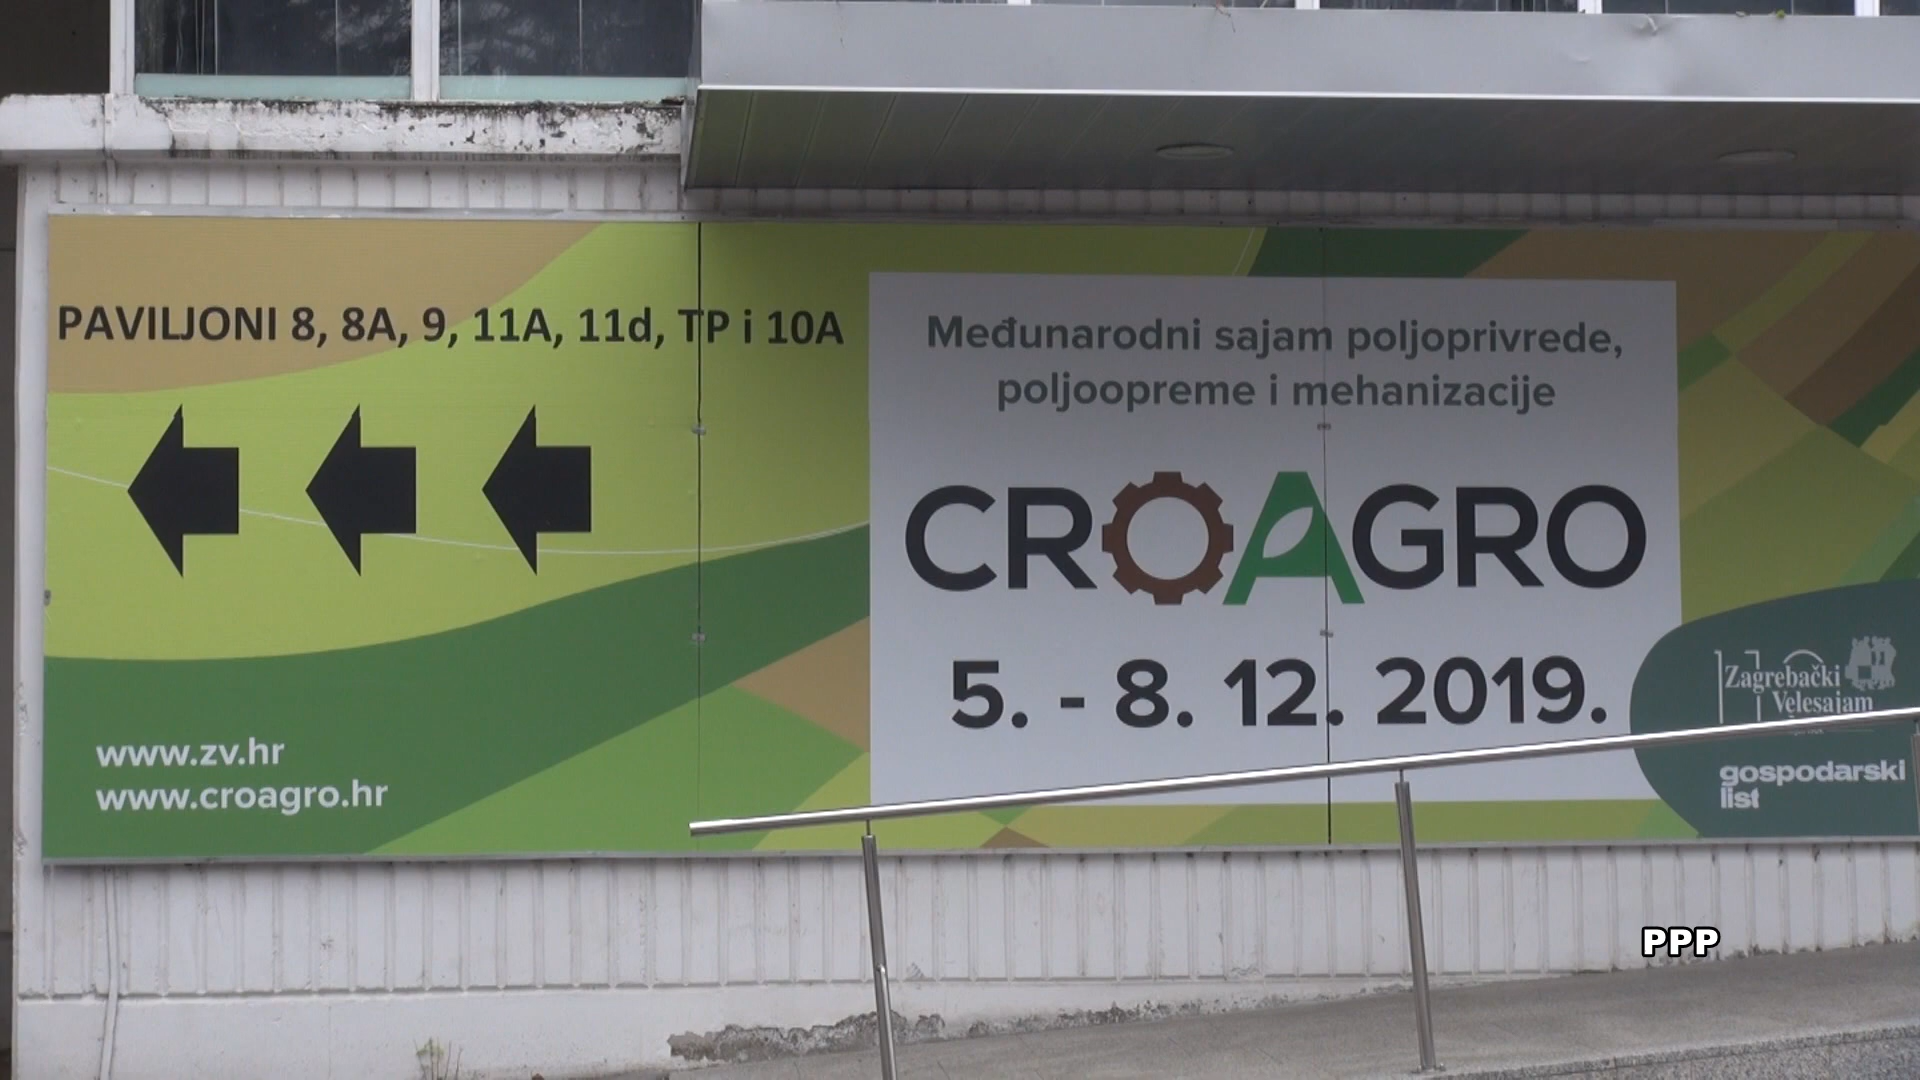 PAVILJONI 8, 8A, 9, 11A, 11d, TP i 10A
Međunarodni sajam poljoprivrede,
poljoopreme i mehanizacije
CROAGRO
5. - 8. 12. 2019.
www.zv.hr
www.croagro.hr
Zagrebački
Velesajam
gospodarski
list
PPP